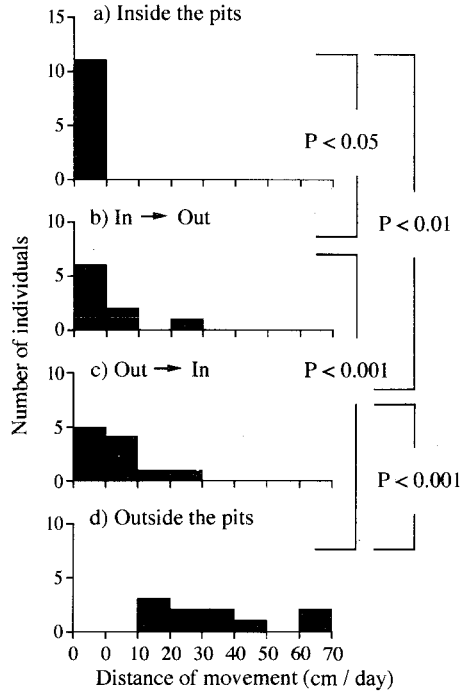 a) Inside the pits
15
10
5
0
P < 0.05
b) In → Out
10
5
0
P < 0.01
c) Out → In
10
5
0
P < 0.001
d) Outside the pits
10
5
0
P < 0.001
0 0 10 20 30 40 50 60 70
Distance of movement (cm / day)
Number of individuals